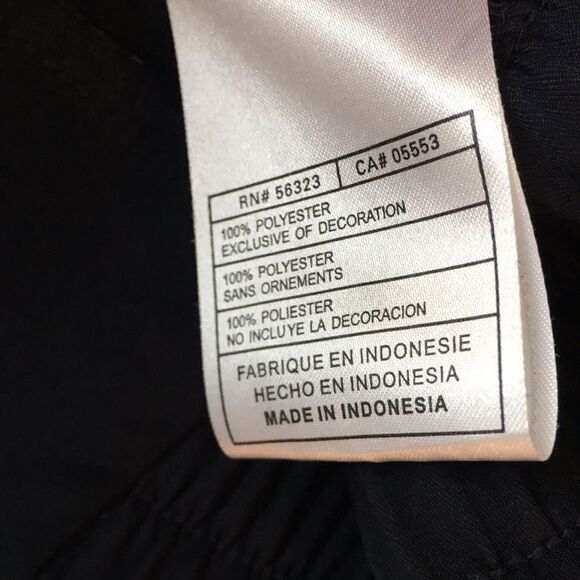 RN# 56323 CA# 05553
100% POLYESTER
EXCLUSIVE OF DECORATION
100% POLYESTER
SANS ORNEMENTS
100% POLIESTER
NO INCLUYE LA DECORACION
FABRIQUE EN INDONESIE
HECHO EN INDONESIA
MADE IN INDONESIA